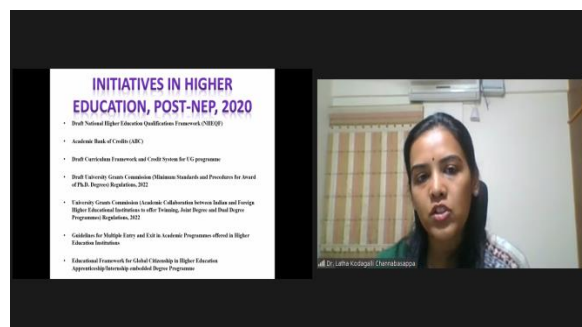 INITIATIVES IN HIGHER
EDUCATION, POST-NEP, 2020
• Draft National Higher Education Qualifications Framework (NHEQF)
• Academic Bank of Credits (ABC)
• Draft Curriculum Framework and Credit System for UG programme
• Draft University Grants Commission (Minimum Standards and Procedures for Award
of Ph.D. Degrees) Regulations, 2022
• University Grants Commission (Academic Collaboration between Indian and Foreign
Higher Educational Institutions to offer Twinning, Joint Degree and Dual Degree
Programmes) Regulations, 2022
• Guidelines for Multiple Entry and Exit in Academic Programmes offered in Higher
Education Institutions
• Educational Framework for Global Citizenship in Higher Education
Apprenticeship/Internship embedded Degree Programme
Dr. Latha Kodagali Channabasappa